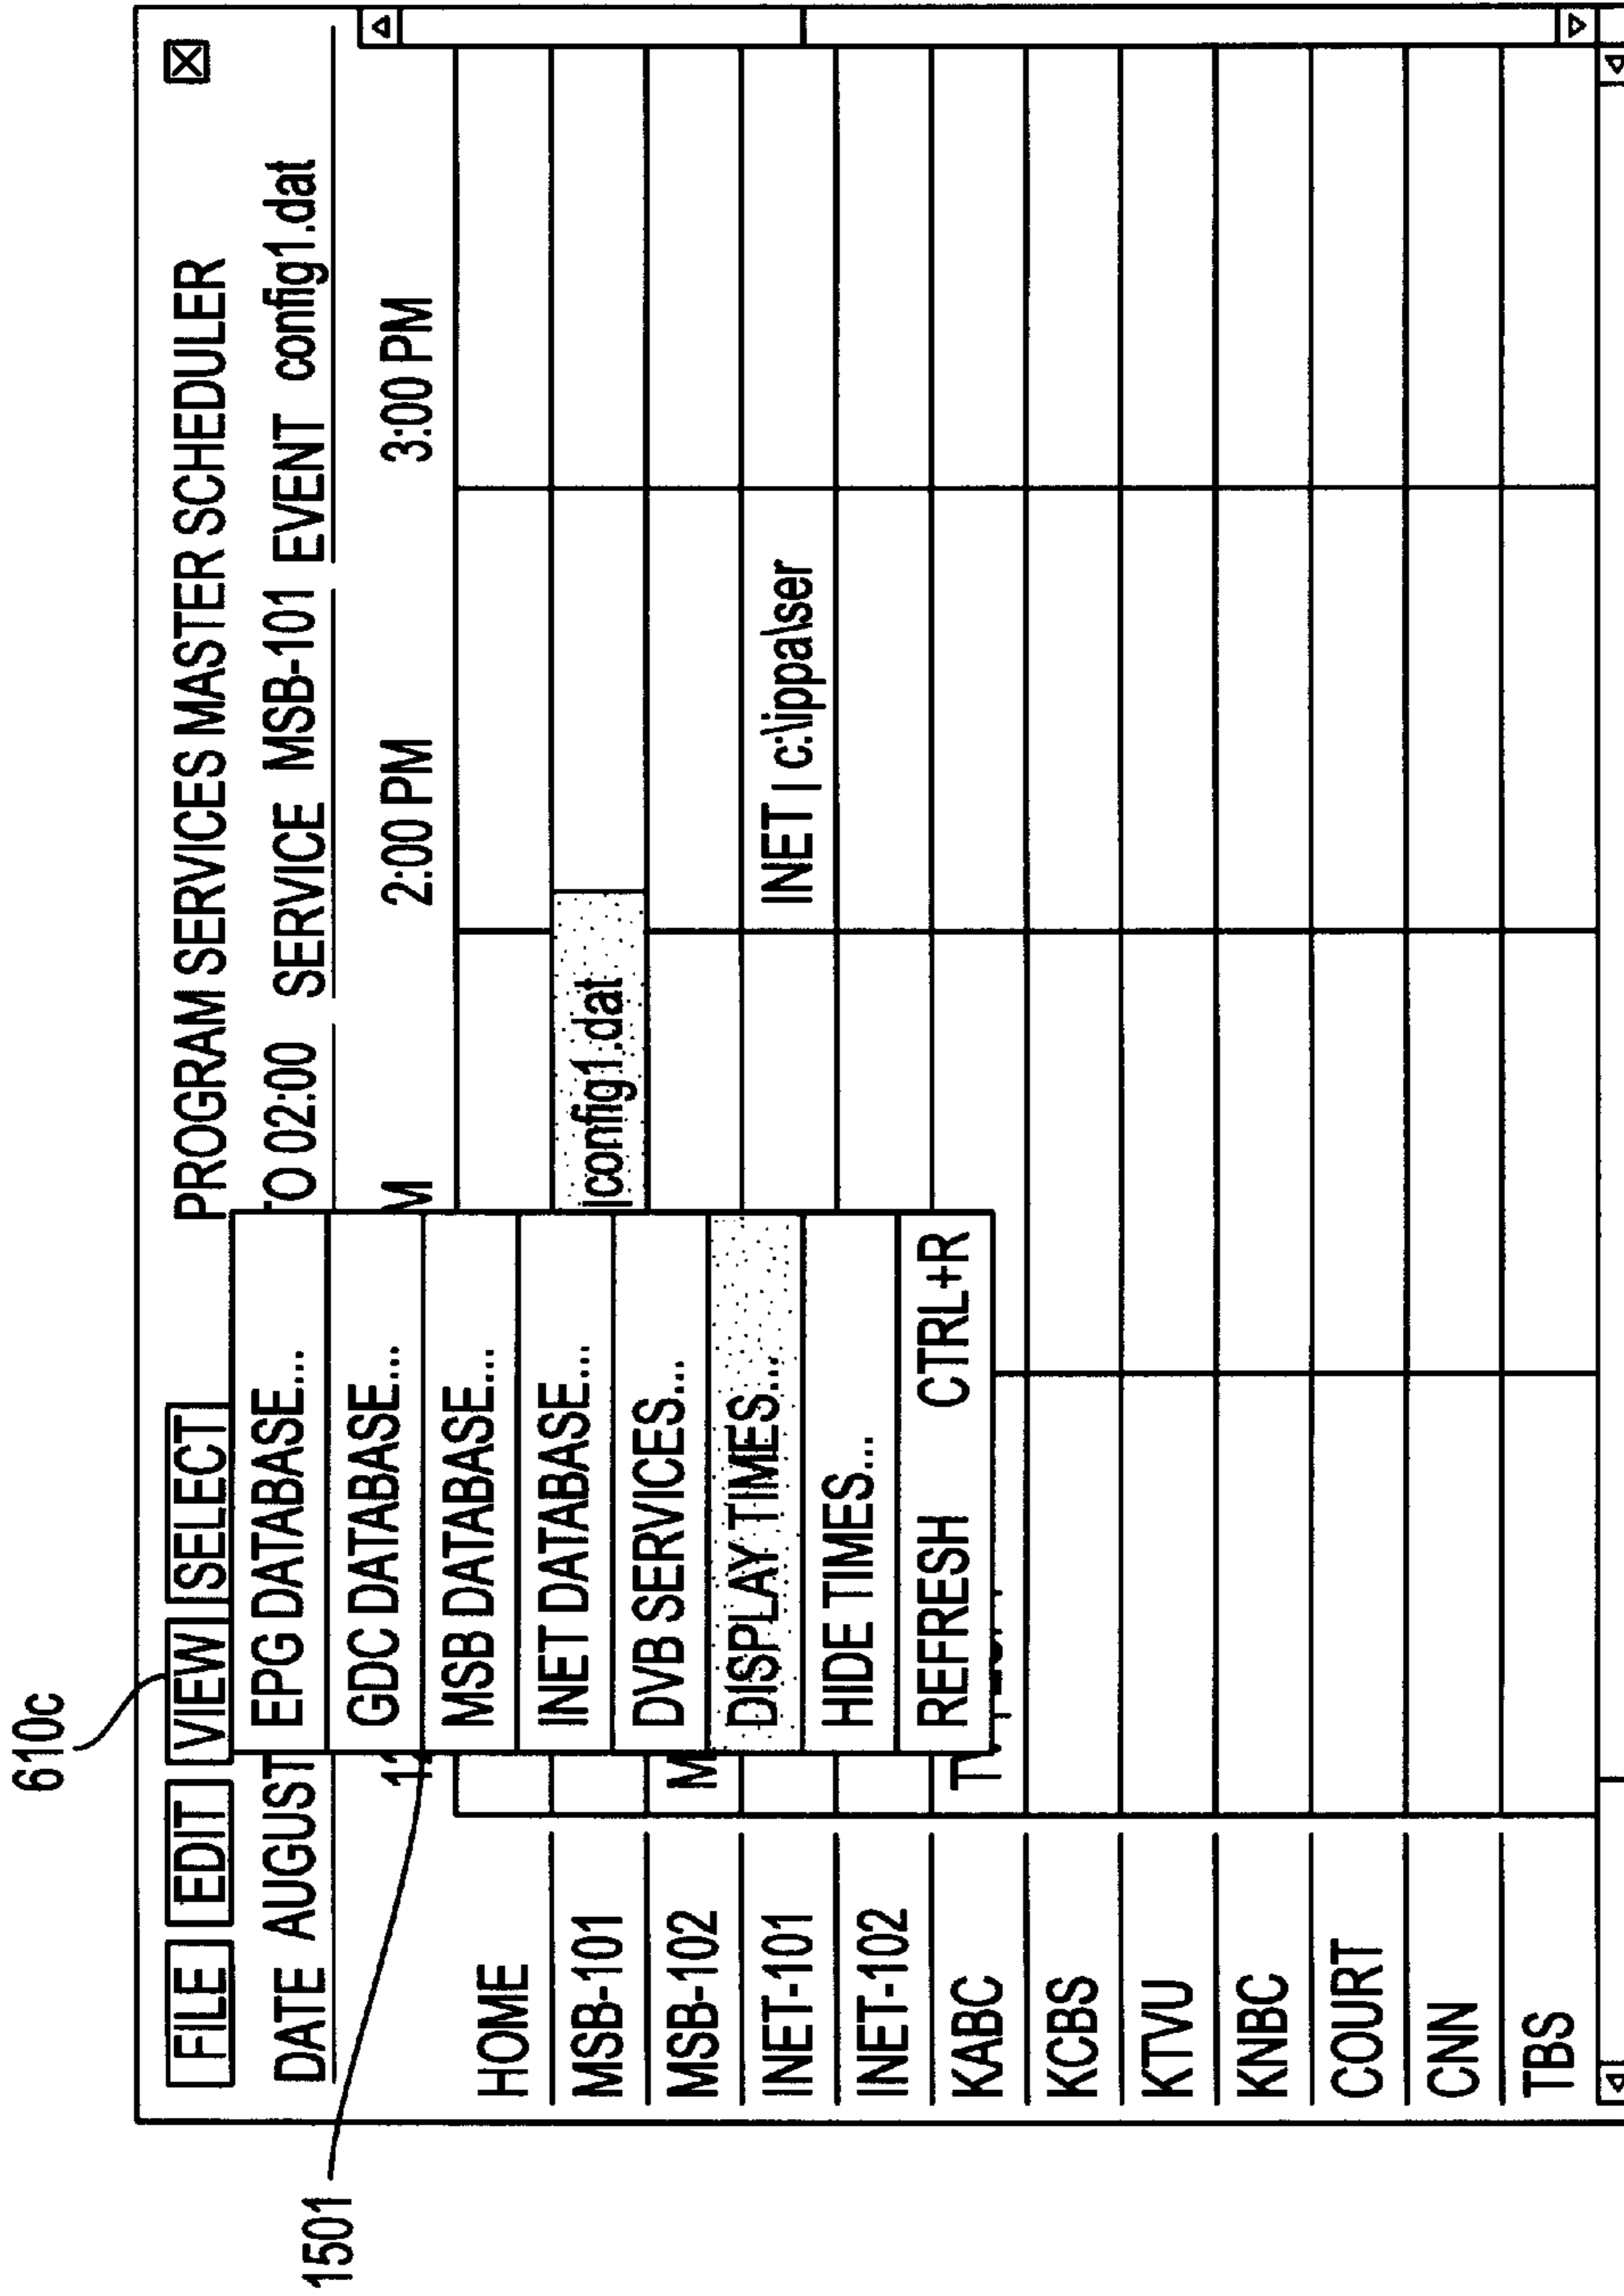 610c
PROGRAM SERVICES MASTER SCHEDULER
FILE EDIT VIEW SELECT
DATE AUGUST TO 02:00 SERVICE MSB-101 EVENT config1.dat
2:00 PM 3:00 PM
1501
EPG DATABASE...
GDC DATABASE...
MSB DATABASE...
INET DATABASE...
DVB SERVICES...
DISPLAY TIMES...
HIDE TIMES...
REFRESH CTRL+R
HOME
MSB-101 config1.dat
MSB-102
INET-101 INET | c:\ippa\ser
INET-102
KABC
KCBS
KTVU
KNBC
COURT
CNN
TBS